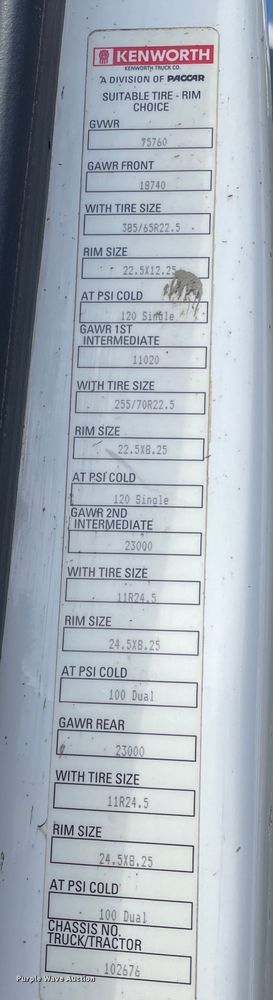 KENWORTH
KENWORTH TRUCK CO.
A DIVISION OF PACCAR
SUITABLE TIRE - RIM
CHOICE
GVWR
75760
GAWR FRONT
18740
WITH TIRE SIZE
385/65R22.5
RIM SIZE
22.5X12.25
AT PSI COLD
120 Single
GAWR 1ST
INTERMEDIATE
11020
WITH TIRE SIZE
255/70R22.5
RIM SIZE
22.5X8.25
AT PSI COLD
120 Single
GAWR 2ND
INTERMEDIATE
23000
WITH TIRE SIZE
11R24.5
RIM SIZE
24.5X8.25
AT PSI COLD
100 Dual
GAWR REAR
23000
WITH TIRE SIZE
11R24.5
RIM SIZE
24.5X8.25
AT PSI COLD
100 Dual
CHASSIS NO.
TRUCK/TRACTOR
102676
Purple Wave Auction